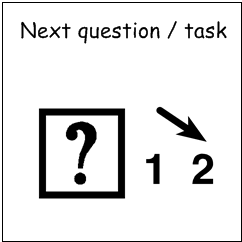 Next question / task
? 1 2